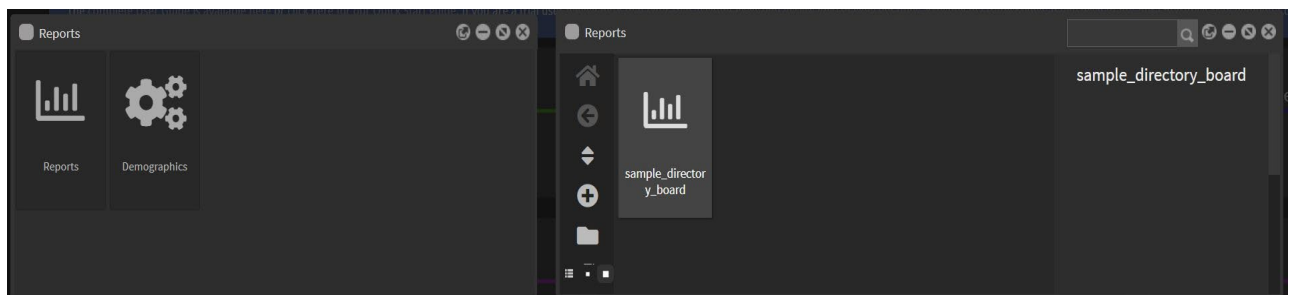 Reports
Reports
Demographics
Reports
sample_director
y_board
sample_directory_board